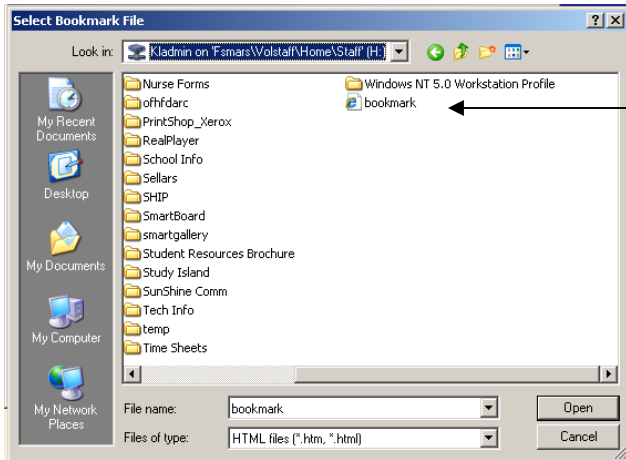 Select Bookmark File
Look in: Kladmin on 'Fsmars\Volstaff\Home\Staff' (H:)
My Recent Documents
Desktop
My Documents
My Computer
My Network Places
Nurse Forms
ofhfdarc
PrintShop_Xerox
RealPlayer
School Info
Sellars
SHIP
SmartBoard
smartgallery
Student Resources Brochure
Study Island
SunShine Comm
Tech Info
temp
Time Sheets
Windows NT 5.0 Workstation Profile
bookmark
File name: bookmark Open
Files of type: HTML files (*.htm, *.html) Cancel